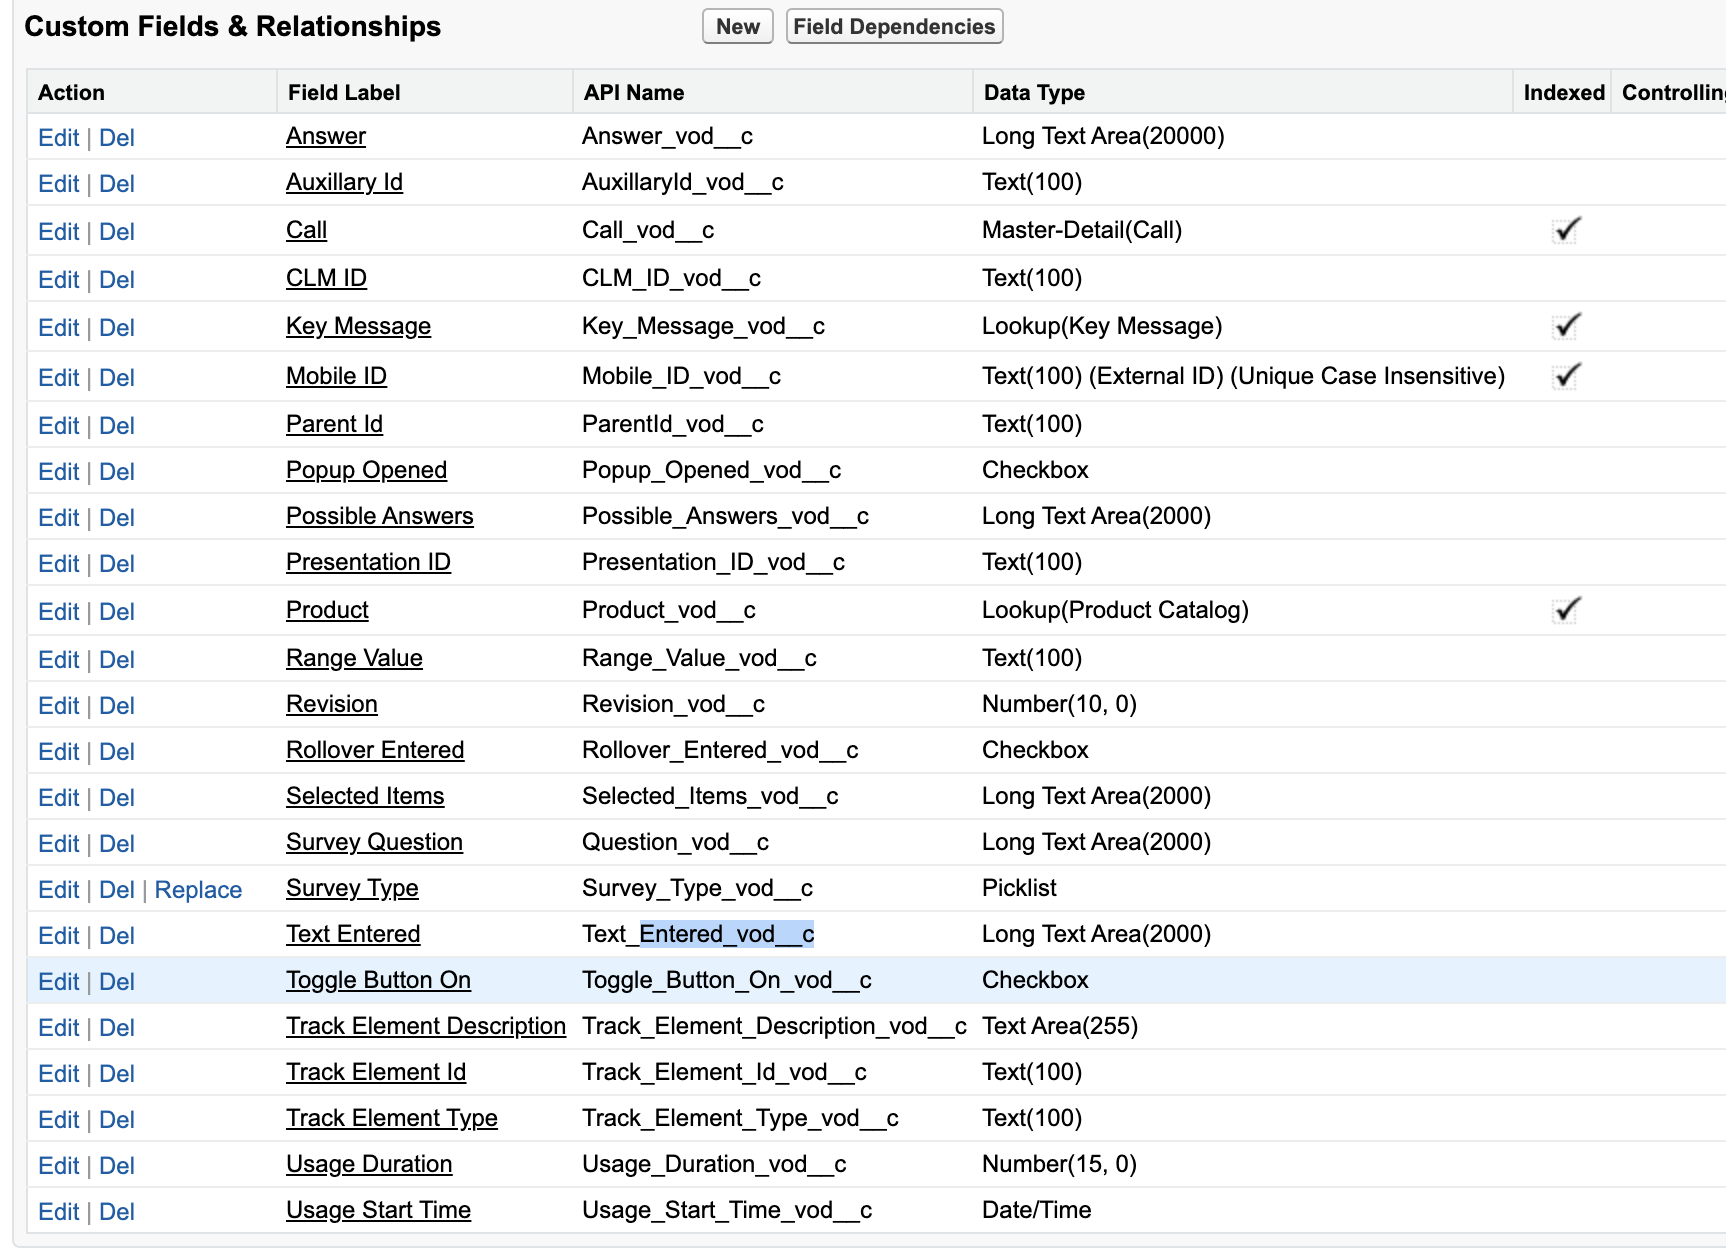 Custom Fields & Relationships New Field Dependencies
Action Field Label API Name Data Type Indexed Controlling
Edit | Del Answer Answer_vod__c Long Text Area(20000)
Edit | Del Auxillary Id AuxillaryId_vod__c Text(100)
Edit | Del Call Call_vod__c Master-Detail(Call)
Edit | Del CLM ID CLM_ID_vod__c Text(100)
Edit | Del Key Message Key_Message_vod__c Lookup(Key Message)
Edit | Del Mobile ID Mobile_ID_vod__c Text(100) (External ID) (Unique Case Insensitive)
Edit | Del Parent Id ParentId_vod__c Text(100)
Edit | Del Popup Opened Popup_Opened_vod__c Checkbox
Edit | Del Possible Answers Possible_Answers_vod__c Long Text Area(2000)
Edit | Del Presentation ID Presentation_ID_vod__c Text(100)
Edit | Del Product Product_vod__c Lookup(Product Catalog)
Edit | Del Range Value Range_Value_vod__c Text(100)
Edit | Del Revision Revision_vod__c Number(10, 0)
Edit | Del Rollover Entered Rollover_Entered_vod__c Checkbox
Edit | Del Selected Items Selected_Items_vod__c Long Text Area(2000)
Edit | Del Survey Question Question_vod__c Long Text Area(2000)
Edit | Del | Replace Survey Type Survey_Type_vod__c Picklist
Edit | Del Text Entered Text_Entered_vod__c Long Text Area(2000)
Edit | Del Toggle Button On Toggle_Button_On_vod__c Checkbox
Edit | Del Track Element Description Track_Element_Description_vod__c Text Area(255)
Edit | Del Track Element Id Track_Element_Id_vod__c Text(100)
Edit | Del Track Element Type Track_Element_Type_vod__c Text(100)
Edit | Del Usage Duration Usage_Duration_vod__c Number(15, 0)
Edit | Del Usage Start Time Usage_Start_Time_vod__c Date/Time